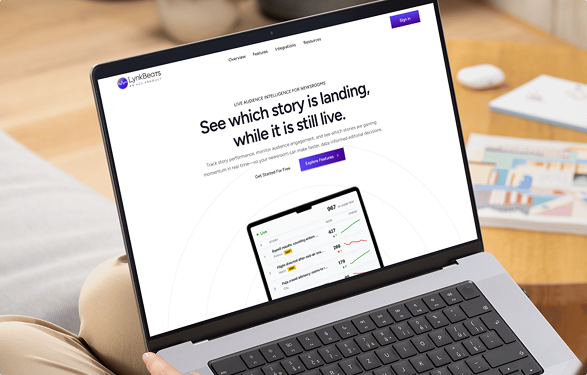 LynkBeats
Overview Features Integrations Resources
Sign in
LIVE AUDIENCE INTELLIGENCE FOR NEWSROOMS
See which story is landing,
while it is still live.
Track story performance, monitor audience engagement, and see which stories are gaining
momentum in real time—so your newsroom can make faster, data-informed editorial decisions.
Get Started For Free
Explore Features
Live
967
427
288
179